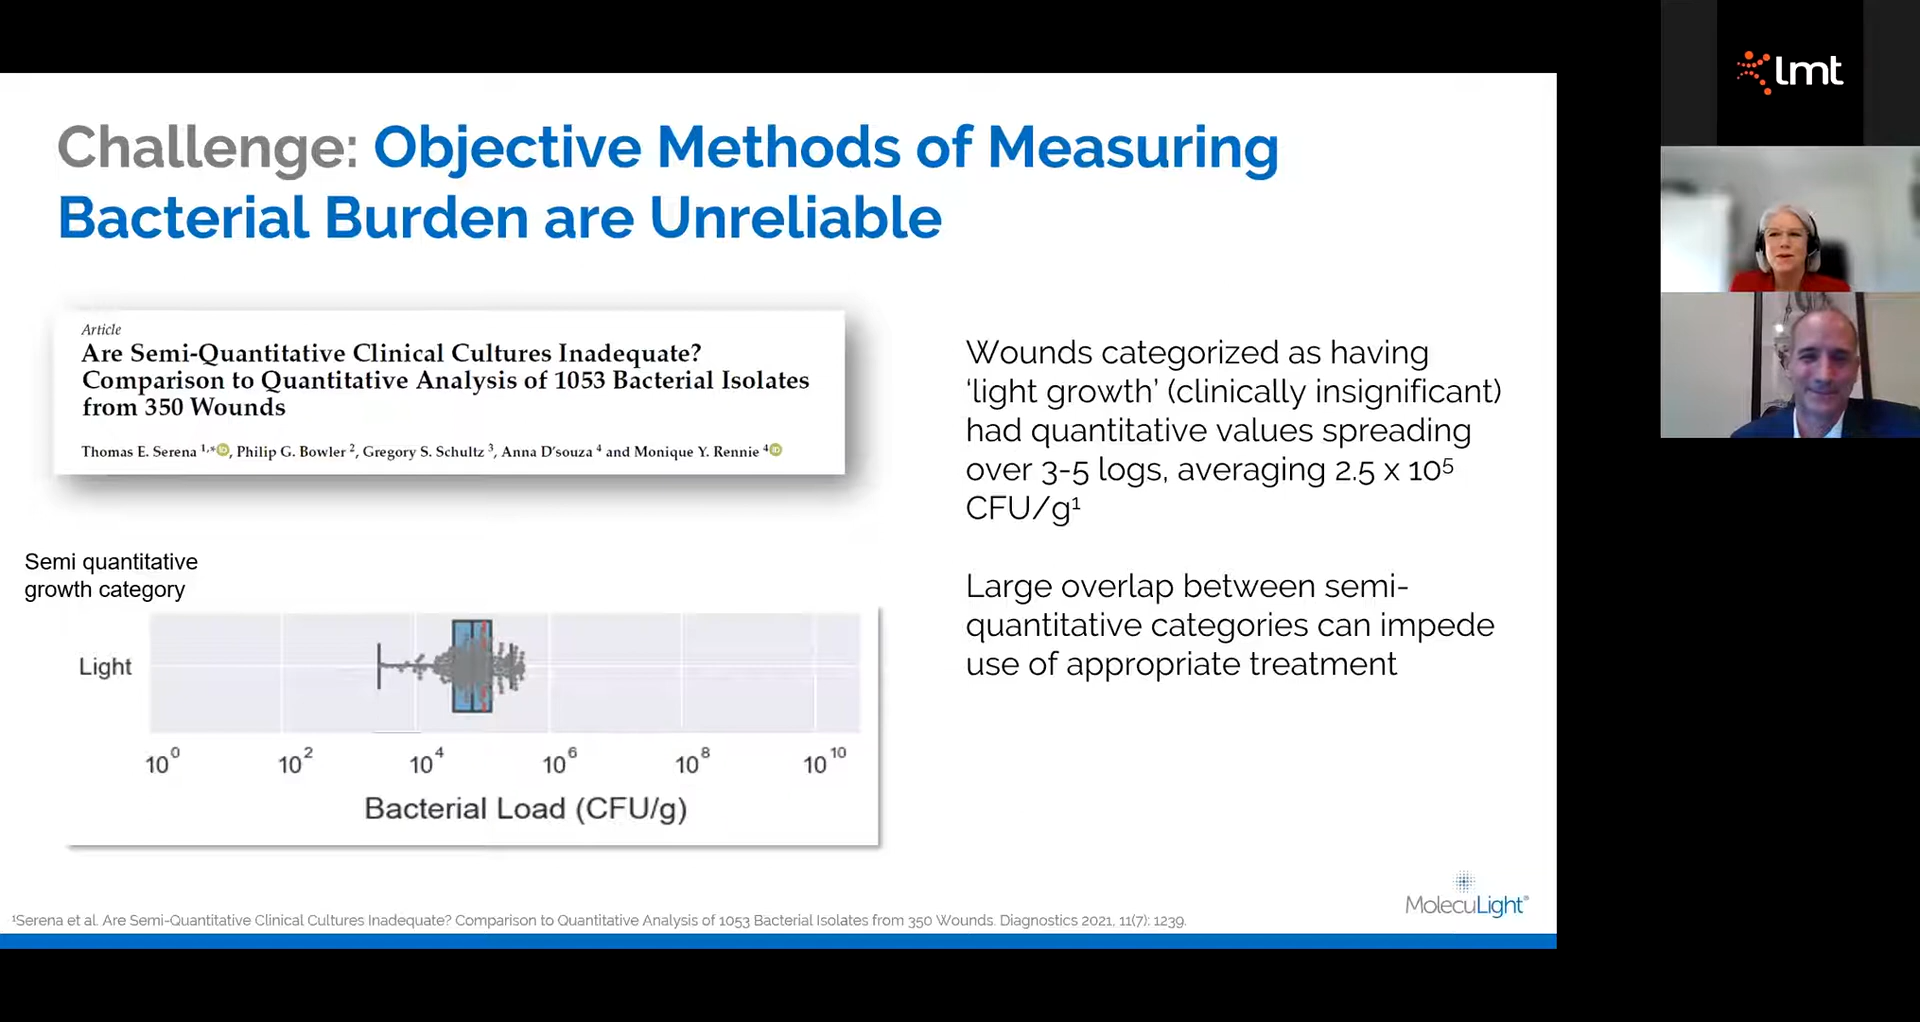 lmt
Challenge: Objective Methods of Measuring
Bacterial Burden are Unreliable
Article
Are Semi-Quantitative Clinical Cultures Inadequate?
Comparison to Quantitative Analysis of 1053 Bacterial Isolates
from 350 Wounds
Thomas E. Serena 1,*, Philip G. Bowler 2, Gregory S. Schultz 3, Anna D'souza 4 and Monique Y. Rennie 4
Wounds categorized as having
‘light growth’ (clinically insignificant)
had quantitative values spreading
over 3-5 logs, averaging 2.5 x 10⁵
CFU/g¹
Large overlap between semi-
quantitative categories can impede
use of appropriate treatment
Semi quantitative
growth category
Light
10⁰ 10² 10⁴ 10⁶ 10⁸ 10¹⁰
Bacterial Load (CFU/g)
MolecuLight®
¹Serena et al. Are Semi-Quantitative Clinical Cultures Inadequate? Comparison to Quantitative Analysis of 1053 Bacterial Isolates from 350 Wounds. Diagnostics 2021, 11(7): 1239.